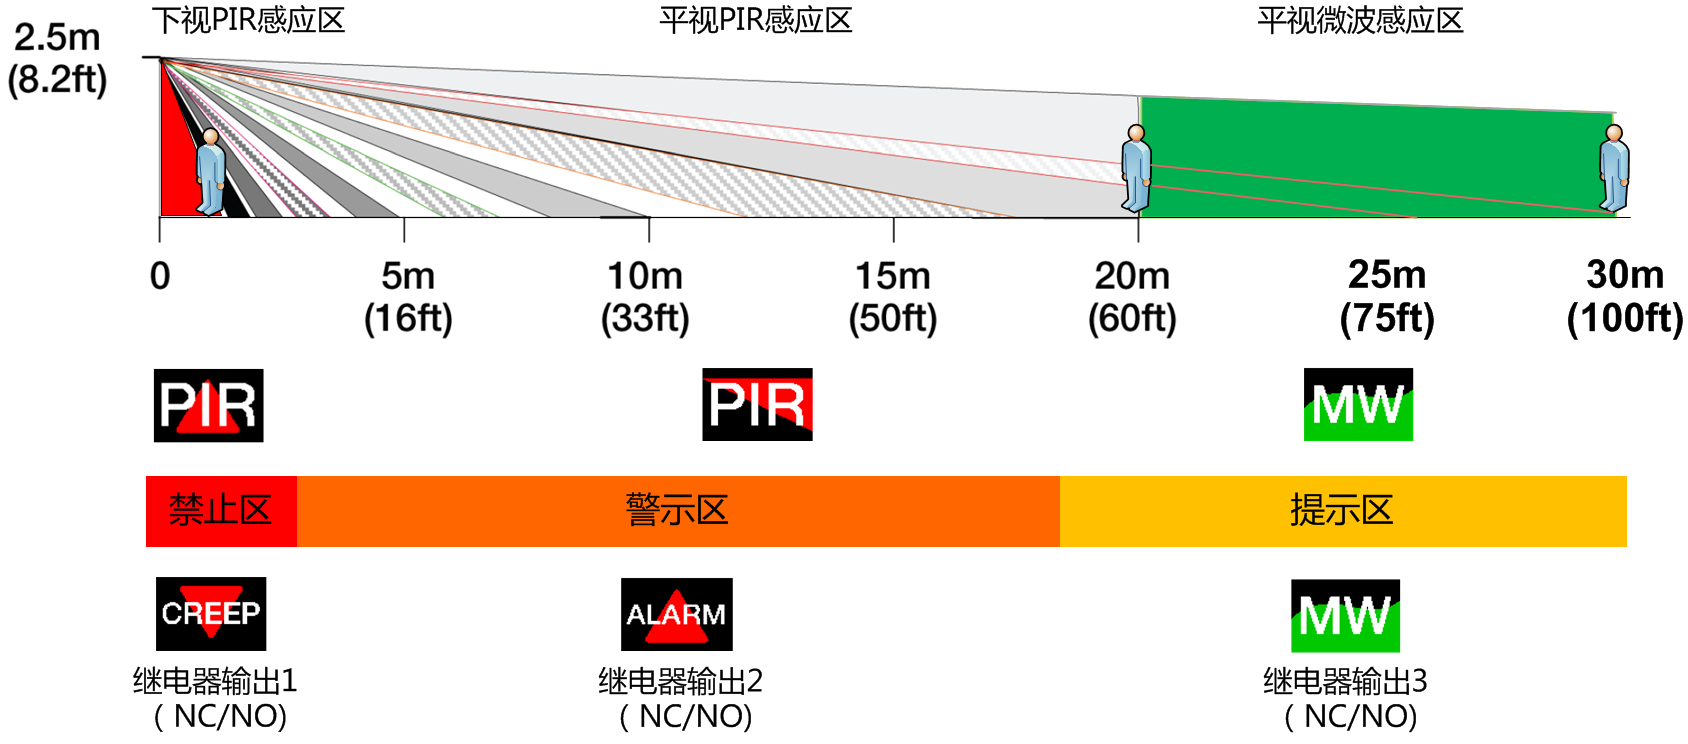 下视PIR感应区
平视PIR感应区
平视微波感应区
2.5m
(8.2ft)
0
5m
(16ft)
10m
(33ft)
15m
(50ft)
20m
(60ft)
25m
(75ft)
30m
(100ft)
PIR
PIR
MW
禁止区
警示区
提示区
CREEP
ALARM
MW
继电器输出1
( NC/NO)
继电器输出2
( NC/NO)
继电器输出3
( NC/NO)